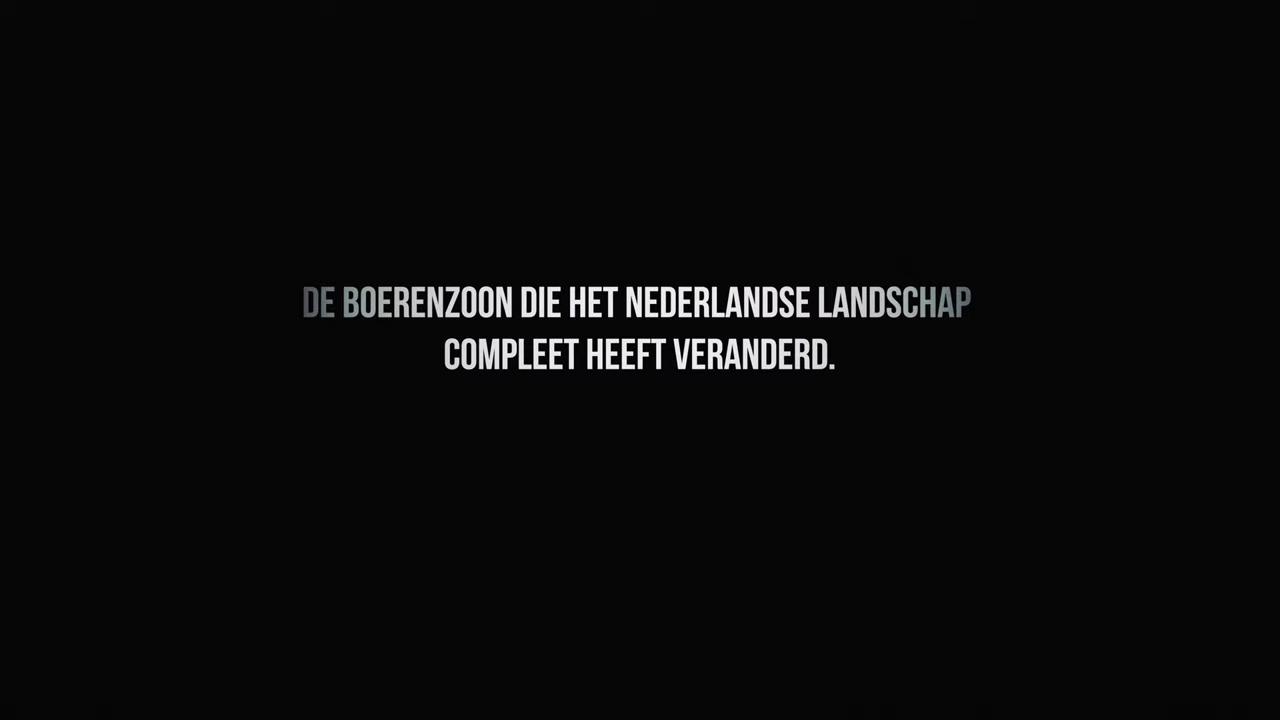 DE BOERENZOON DIE HET NEDERLANDSE LANDSCHAP
COMPLEET HEEFT VERANDERD.